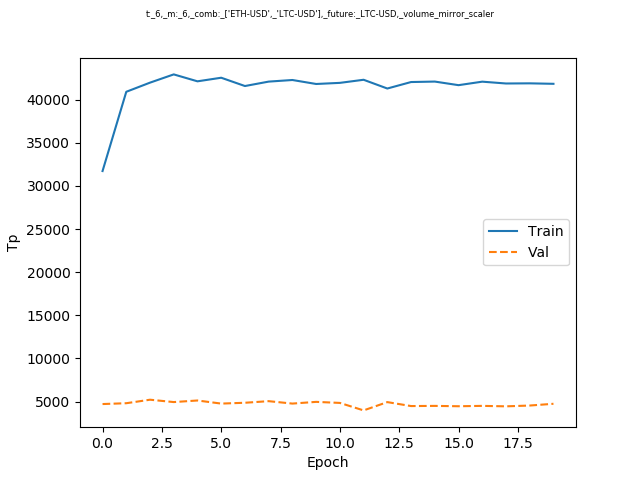 t:_6,_m:_6,_comb:_['ETH-USD',_'LTC-USD'],_future:_LTC-USD,_volume_mirror_scaler
40000
35000
30000
25000
20000
15000
10000
5000
Tp
Train
Val
0.0 2.5 5.0 7.5 10.0 12.5 15.0 17.5
Epoch